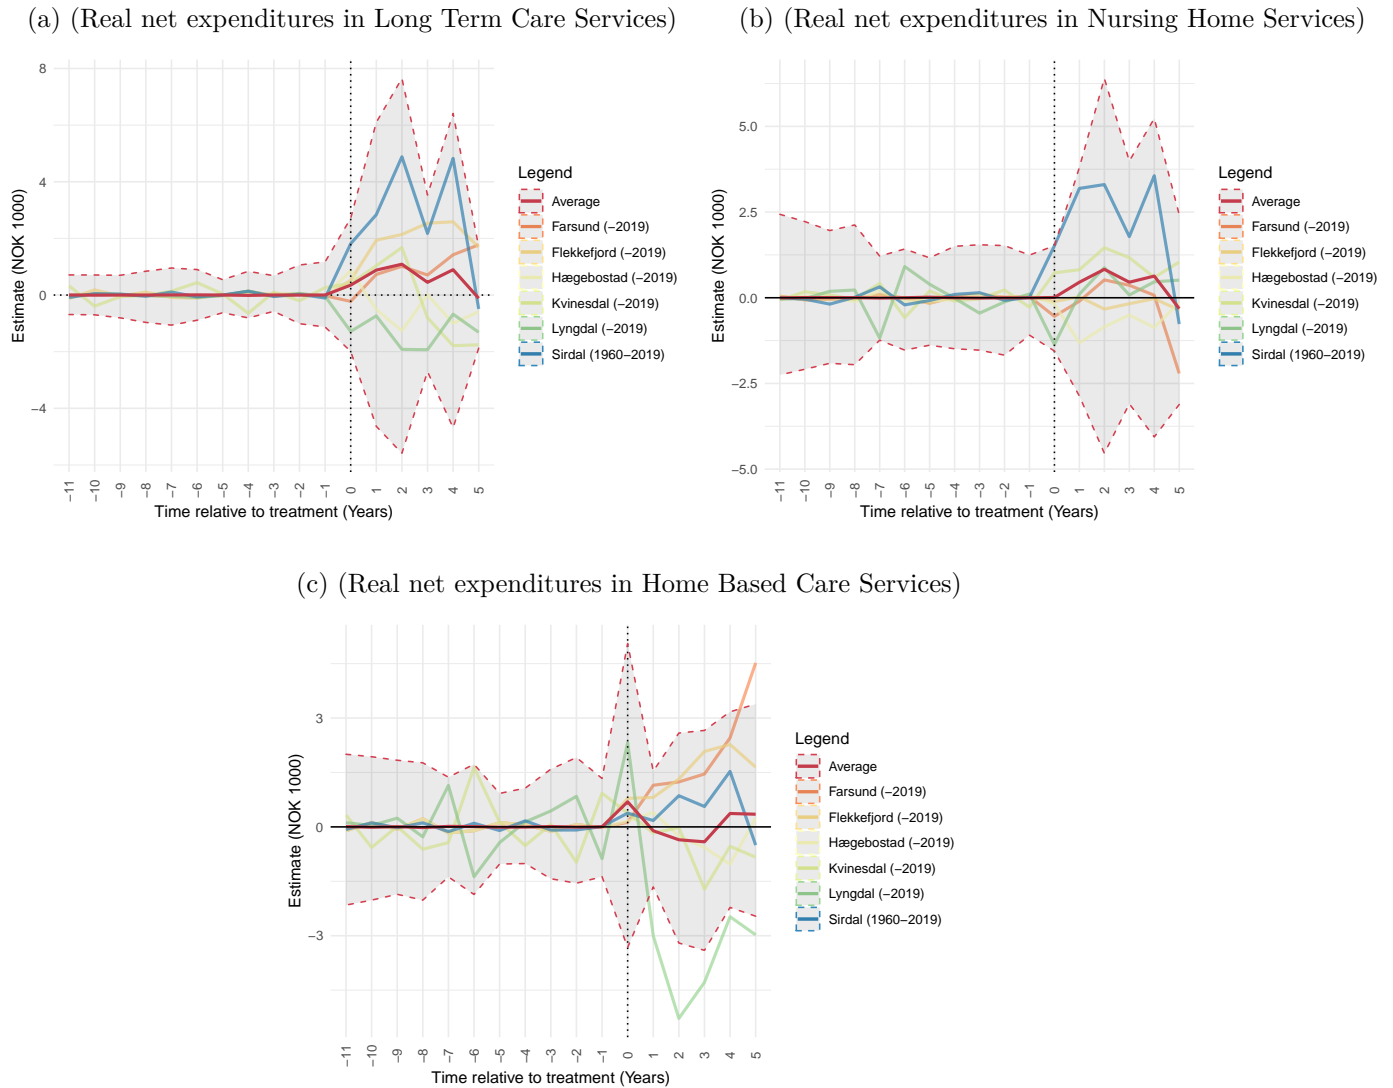 (a) (Real net expenditures in Long Term Care Services)
8
4
0
−4
Estimate (NOK 1000)
−11 −10 −9 −8 −7 −6 −5 −4 −3 −2 −1 0 1 2 3 4 5
Time relative to treatment (Years)
Legend
Average
Farsund (−2019)
Flekkefjord (−2019)
Hægebostad (−2019)
Kvinesdal (−2019)
Lyngdal (−2019)
Sirdal (1960−2019)
(b) (Real net expenditures in Nursing Home Services)
5.0
2.5
0.0
−2.5
−5.0
Estimate (NOK 1000)
−11 −10 −9 −8 −7 −6 −5 −4 −3 −2 −1 0 1 2 3 4 5
Time relative to treatment (Years)
Legend
Average
Farsund (−2019)
Flekkefjord (−2019)
Hægebostad (−2019)
Kvinesdal (−2019)
Lyngdal (−2019)
Sirdal (1960−2019)
(c) (Real net expenditures in Home Based Care Services)
3
0
−3
Estimate (NOK 1000)
−11 −10 −9 −8 −7 −6 −5 −4 −3 −2 −1 0 1 2 3 4 5
Time relative to treatment (Years)
Legend
Average
Farsund (−2019)
Flekkefjord (−2019)
Hægebostad (−2019)
Kvinesdal (−2019)
Lyngdal (−2019)
Sirdal (1960−2019)